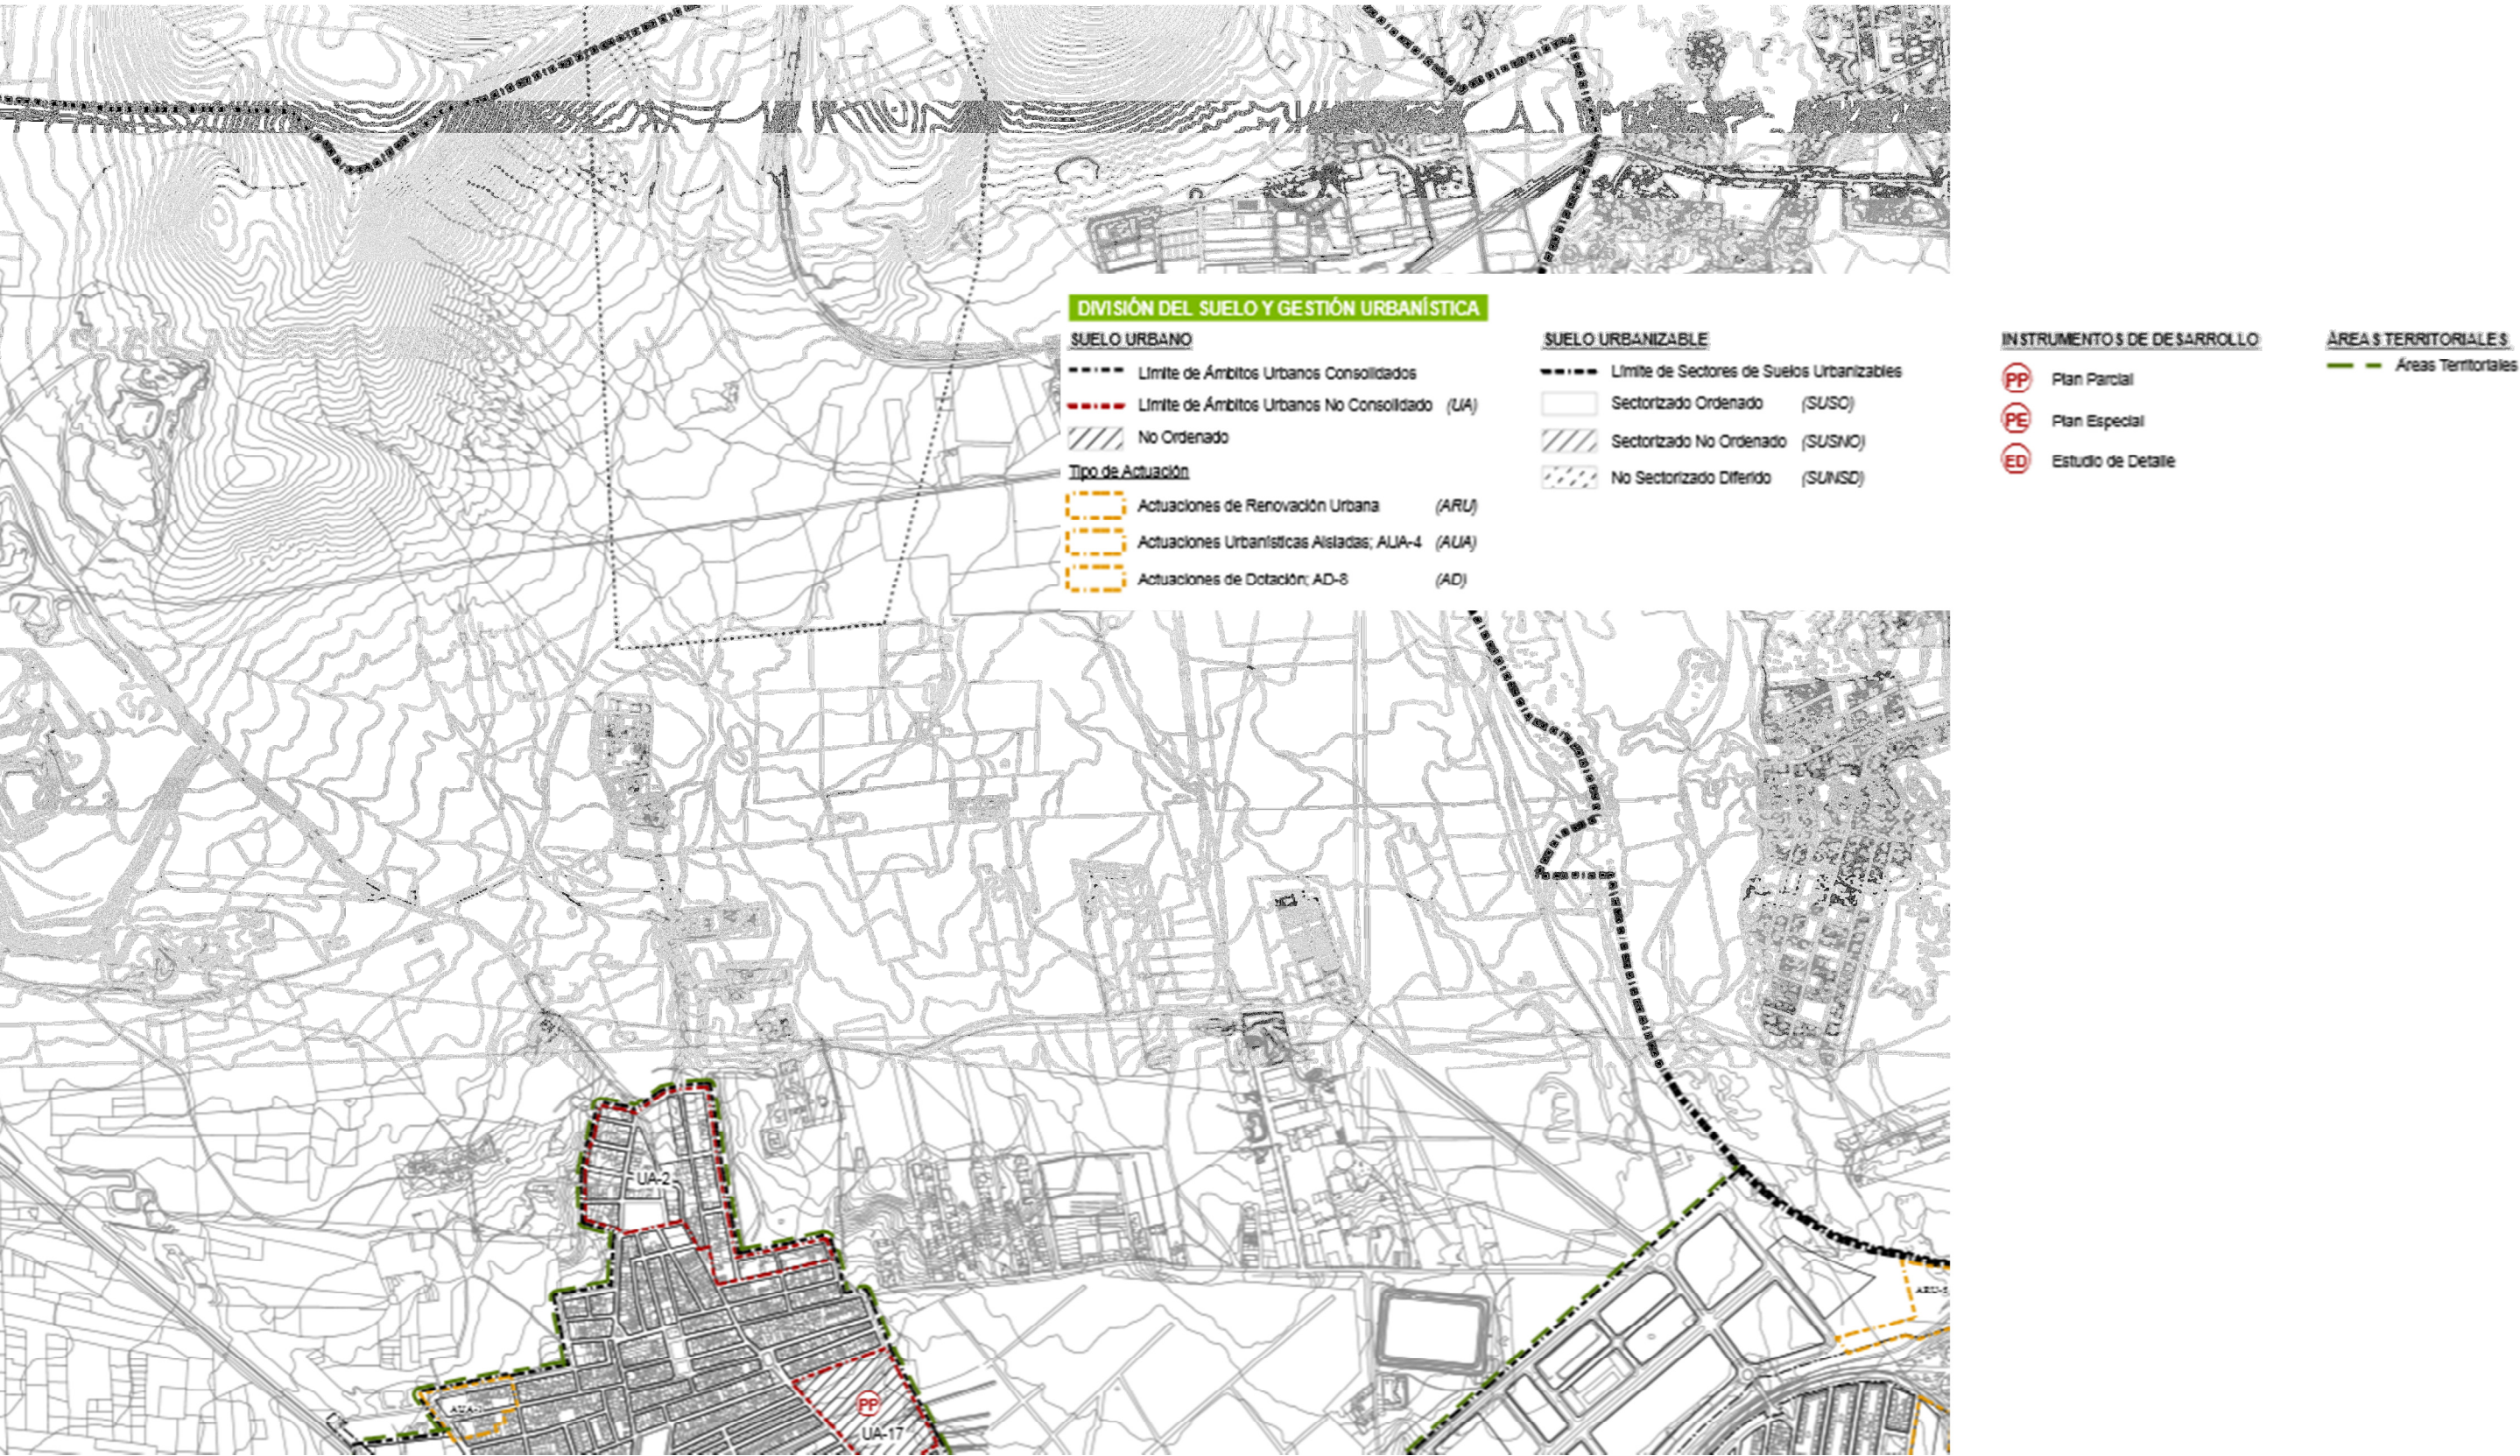 DIVISIÓN DEL SUELO Y GESTIÓN URBANÍSTICA
SUELO URBANO
Límite de Ámbitos Urbanos Consolidados
Límite de Ámbitos Urbanos No Consolidado (UA)
No Ordenado
Tipo de Actuación
Actuaciones de Renovación Urbana (ARU)
Actuaciones Urbanísticas Aisladas; AUA-4 (AUA)
Actuaciones de Dotación; AD-8 (AD)
SUELO URBANIZABLE
Límite de Sectores de Suelos Urbanizables
Sectorizado Ordenado (SUSO)
Sectorizado No Ordenado (SUSNO)
No Sectorizado Diferido (SUNSD)
INSTRUMENTOS DE DESARROLLO
PP Plan Parcial
PE Plan Especial
ED Estudio de Detalle
ÁREAS TERRITORIALES
Áreas Territoriales
UA-2
PP
UA-17